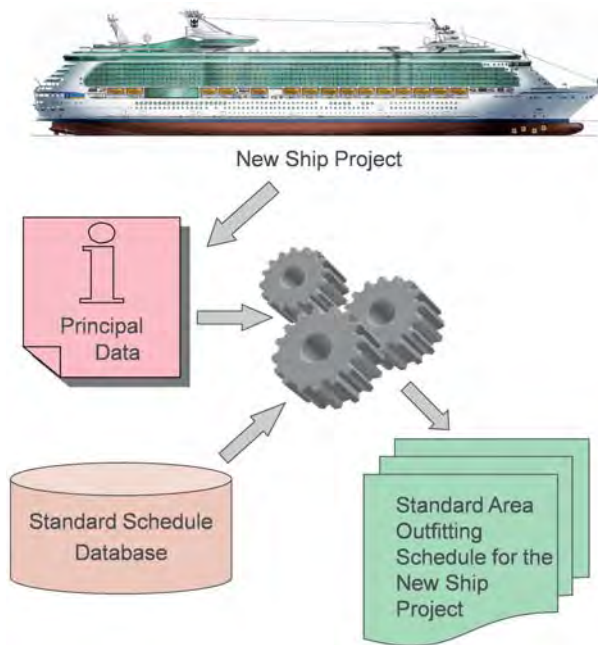 New Ship Project
i
Principal
Data
Standard Schedule
Database
Standard Area
Outfitting
Schedule for the
New Ship
Project